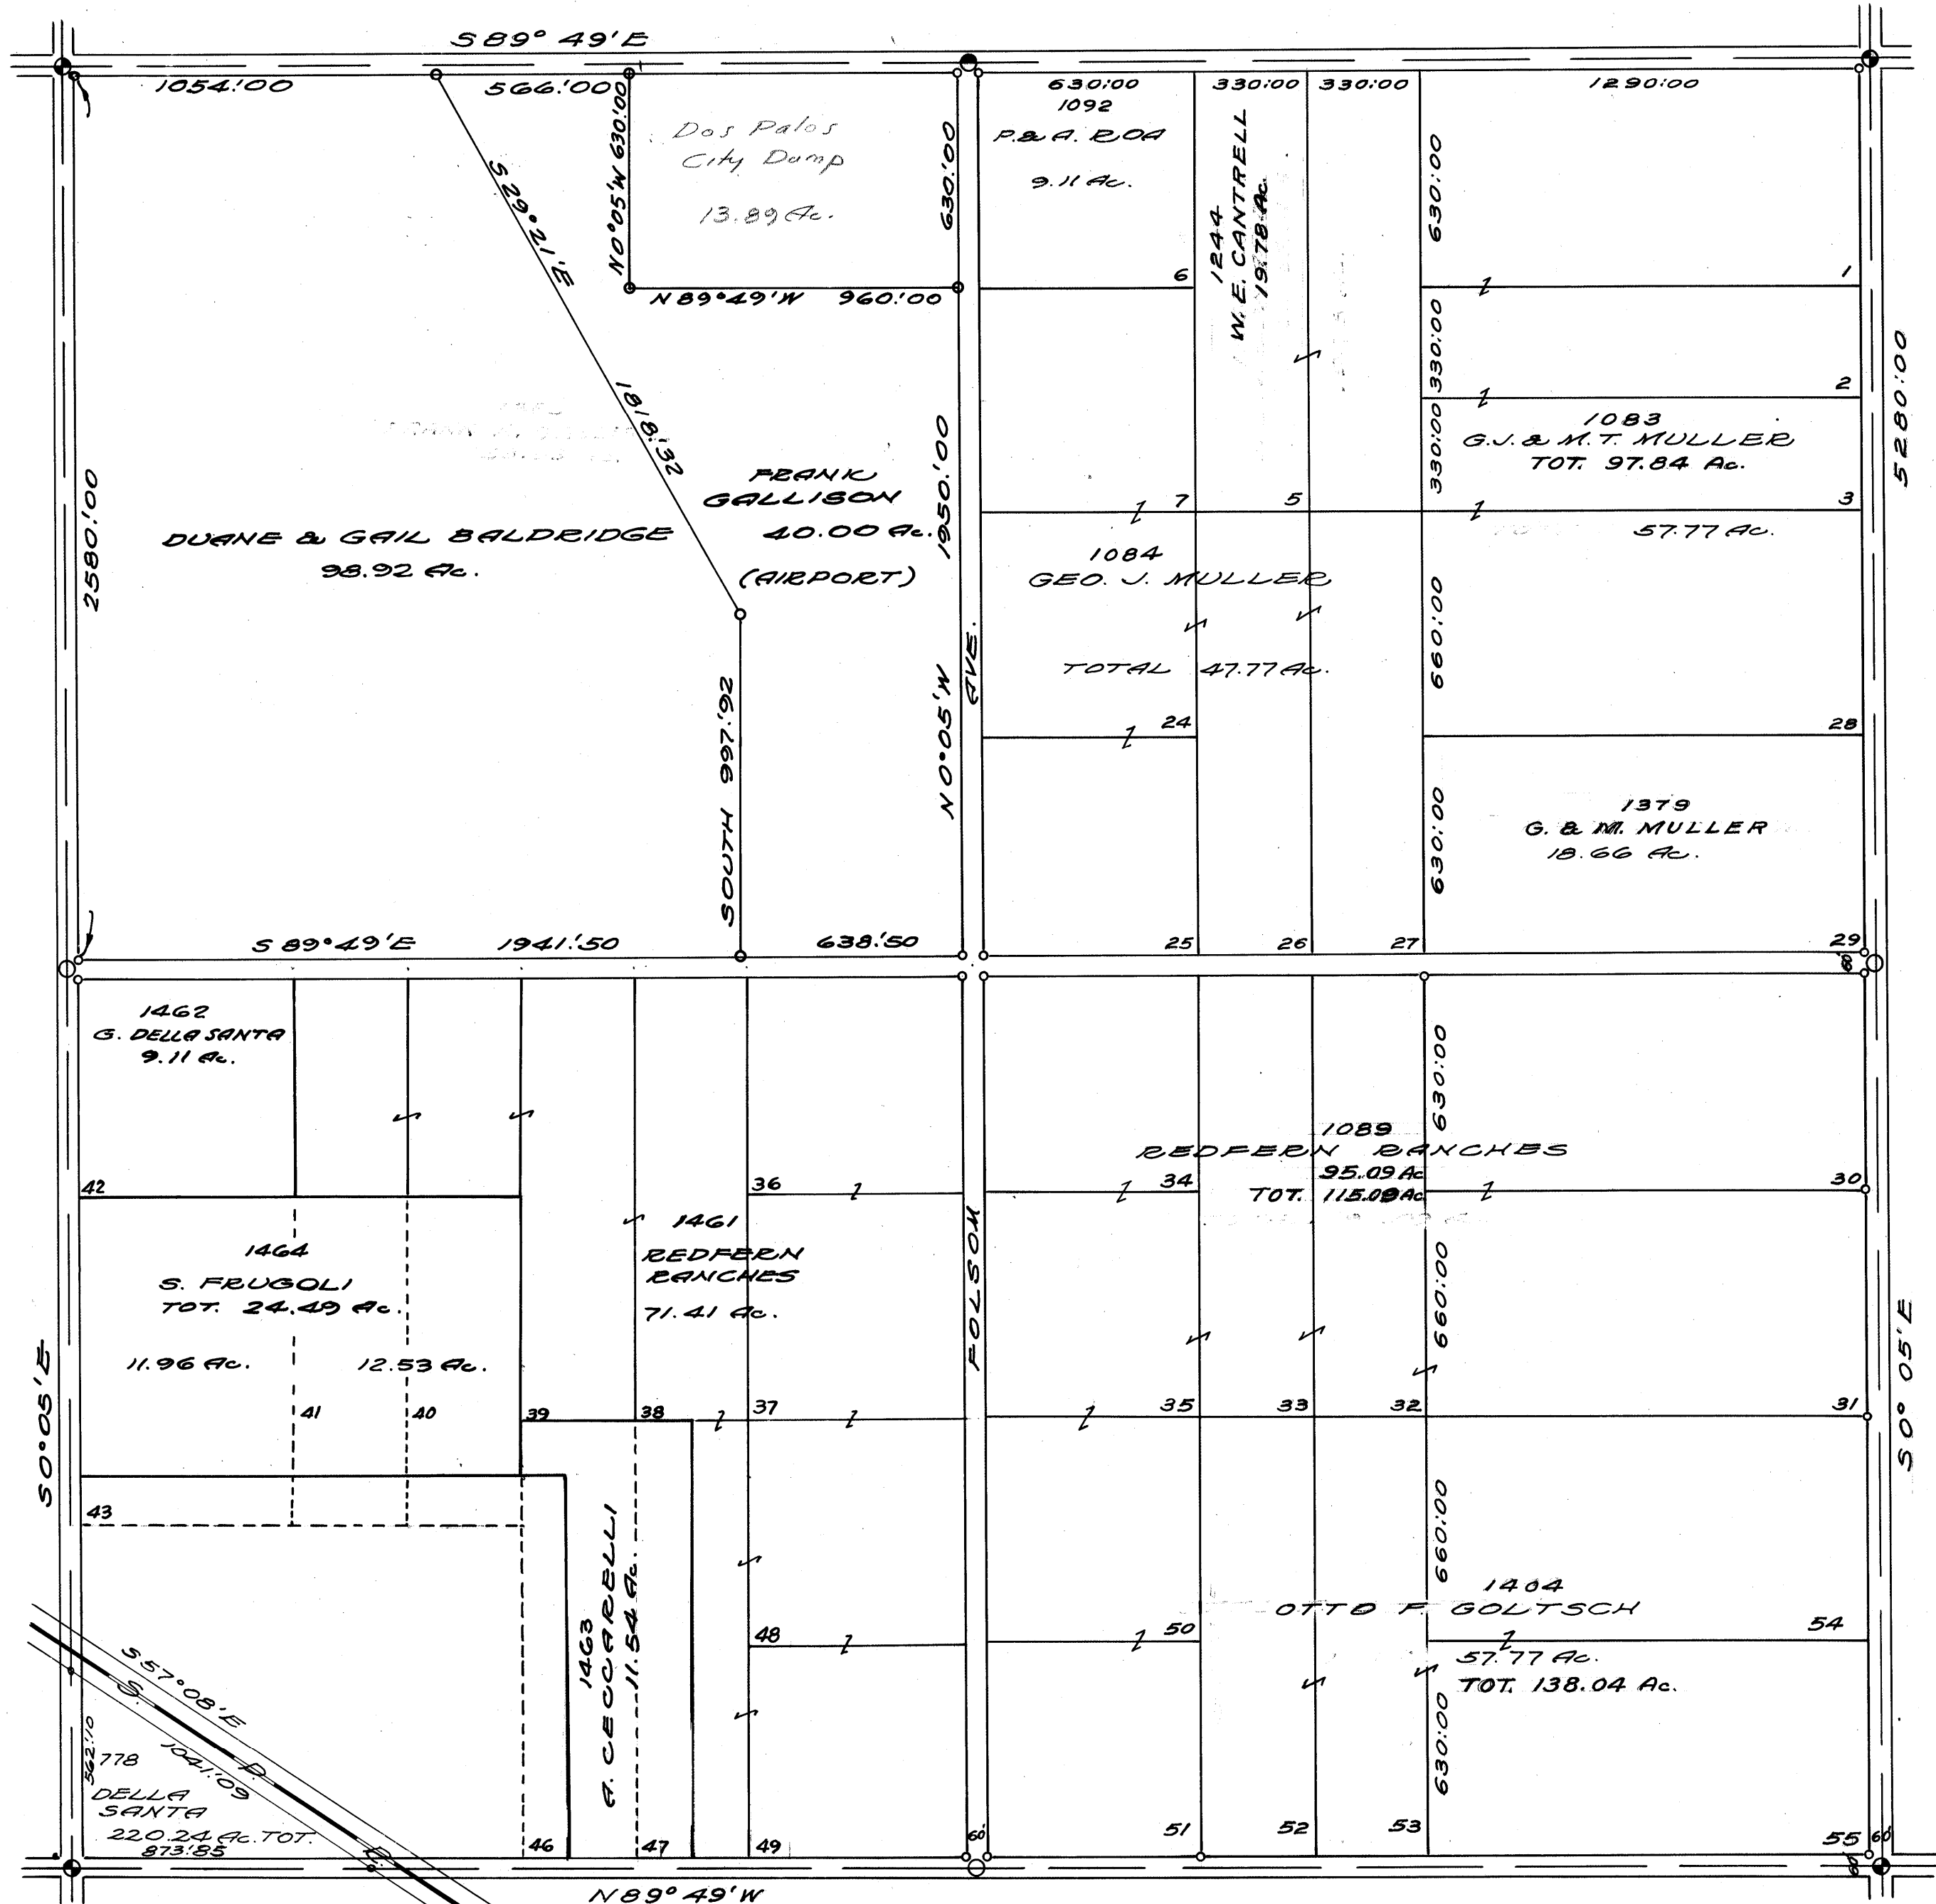 S 89° 49' E
1054.'00
566.'00
630:00
330:00
330:00
1290:00
N 0°05' W 630.'00
Dos Palos
City Dump
13.89 Ac.
630.'00
1092
P. & A. ROA
9.11 Ac.
1244
W. E. CANTRELL
19.78 Ac.
630:00
S 29° 21' E
1818.'32
N 89° 49' W 960.'00
6
1
330:00
2
5280:00
330:00
1083
G.J. & M.T. MULLER
TOT. 97.84 Ac.
2580:00
FRANK
GALLISON
40.00 Ac.
(AIRPORT)
1950.'00
7
5
3
57.77 Ac.
DUANE & GAIL BALDRIDGE
98.92 Ac.
1084
GEO. J. MULLER
TOTAL 47.77 Ac.
660:00
N 0°05' W
AVE.
SOUTH 997.'92
24
28
630:00
1379
G. & M. MULLER
18.66 Ac.
S 89° 49' E
1941.'50
638.'50
25
26
27
29
60'
1462
G. DELLA SANTA
9.11 Ac.
630:00
1089
REDFERN RANCHES
95.09 Ac
TOT. 115.09 Ac
42
36
34
30
1464
S. FRUGOLI
TOT. 24.49 Ac.
11.96 Ac.
12.53 Ac.
1461
REDFERN
RANCHES
71.41 Ac.
FOLSOM
660:00
S 0° 05' E
S 0°05' E
41
40
39
38
37
35
33
32
31
43
1463
A. CECCARELLI
11.54 Ac.
660:00
1404
OTTO F. GOLTSCH
57.77 Ac.
TOT. 138.04 Ac.
48
50
54
S 57° 08' E
S. P. R.
1041.'09
562.'10
778
DELLA
SANTA
220.24 Ac. TOT.
873.'85
630:00
46
47
49
60'
51
52
53
55
60'
60'
N 89° 49' W